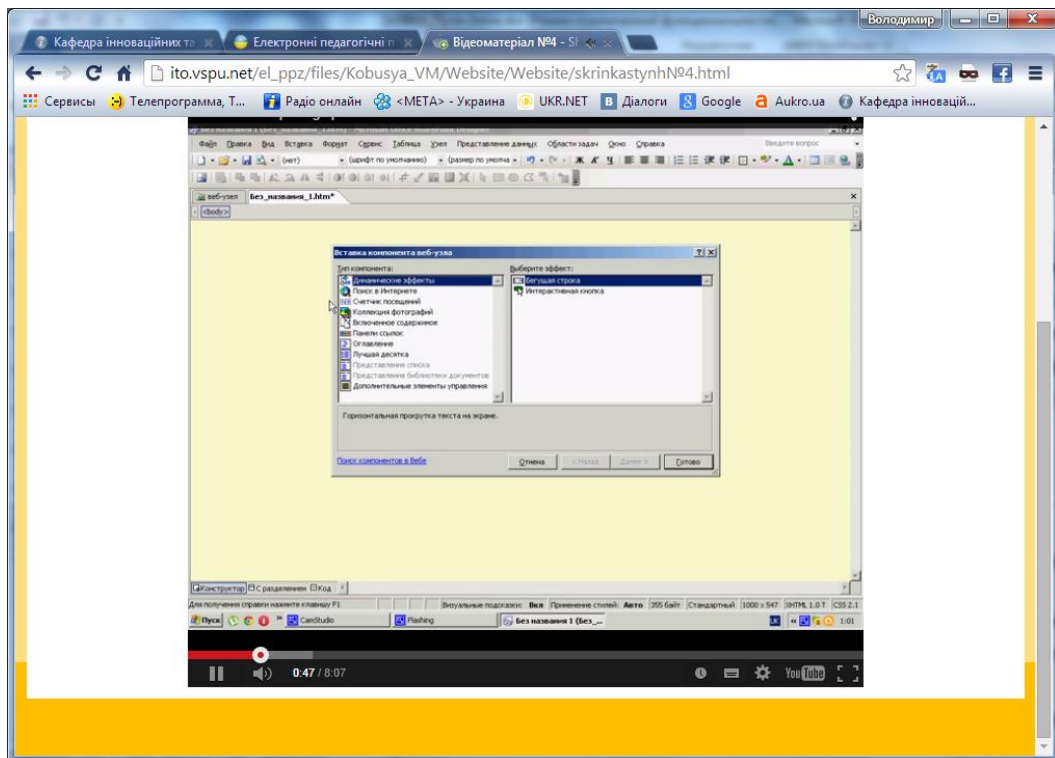 Володимир
Кафедра інноваційних та
Електронні педагогічні п
Відеоматеріал №4 - Sl
ito.vspu.net/el_ppz/files/Kobusya_VM/Website/Website/skrinkastynhNº4.html
Сервисы Телепрограмма, Т... Радіо онлайн <META> - Украина UKR.NET Діалоги Google Aukro.ua Кафедра інновацій...
Файл Правка Вид Вставка Формат Сервис Таблица Узел Представление данных Области задач Окно Справка Введите вопрос
(нет) (шрифт по умолчанию) (размер по умолча
веб-узел Без_названия_1.htm*
<body>
Вставка компонента веб-узла
Тип компонента: Выберите эффект:
Динамические эффекты Бегущая строка
Поиск в Интернете Интерактивная кнопка
Счетчик посещений
Коллекция фотографий
Включенное содержимое
Панели ссылок
Оглавление
Лучшая десятка
Представление списка
Представление библиотеки документов
Дополнительные элементы управления
Горизонтальная прокрутка текста на экране.
Поиск компонентов в Вебе Отмена < Назад Далее > Готово
Конструктор С разделением Код
Для получения справки нажмите клавишу F1 Визуальные подсказки: Вкл Применение стилей: Авто 355 байт Стандартный 1000 x 547 XHTML 1.0 T CSS 2.1
Пуск CamStudio Flashing Без названия 1 (Без_... 1:01
0:47 / 8:07 YouTube